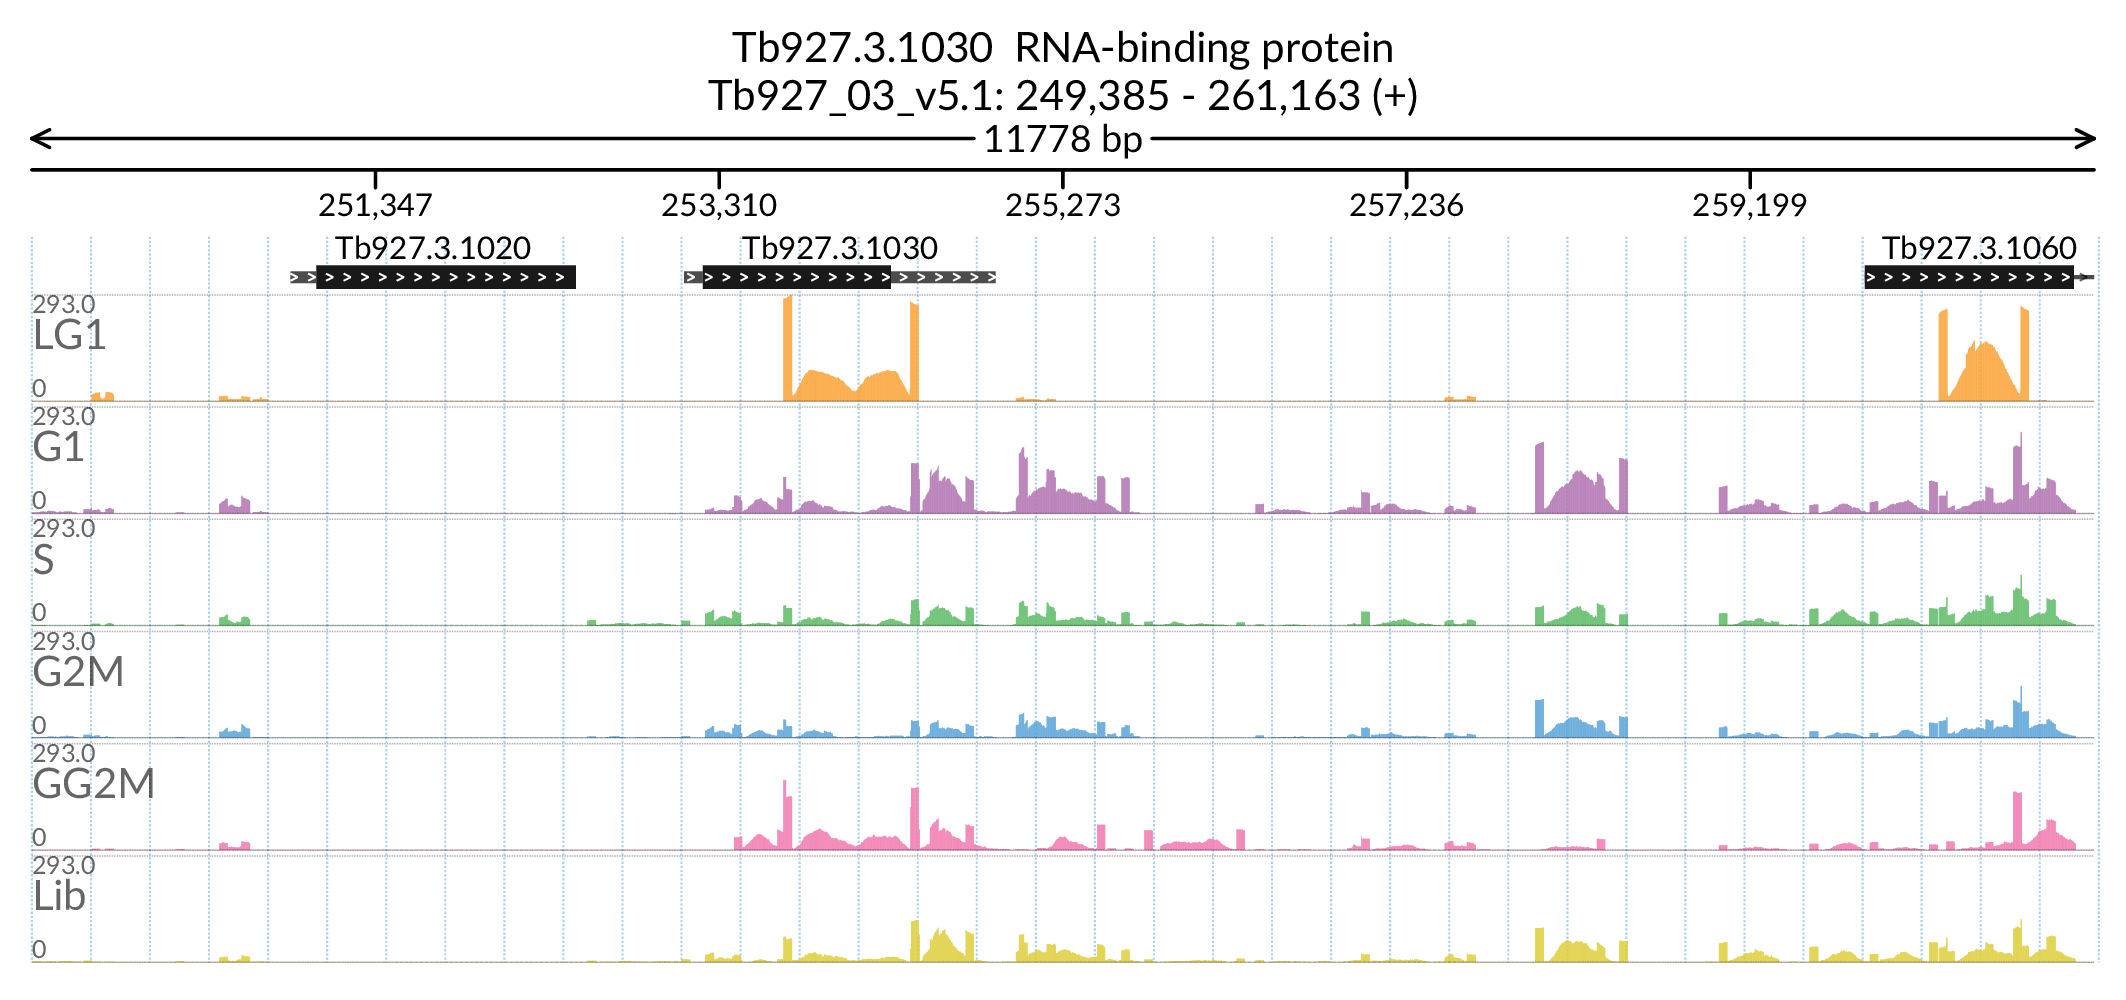 Tb927.3.1030 RNA-binding protein
Tb927_03_v5.1: 249,385 - 261,163 (+)
11778 bp
251,347 253,310 255,273 257,236 259,199
Tb927.3.1020 Tb927.3.1030 Tb927.3.1060
293.0
LG1
0
293.0
G1
0
293.0
S
0
293.0
G2M
0
293.0
GG2M
0
293.0
Lib
0